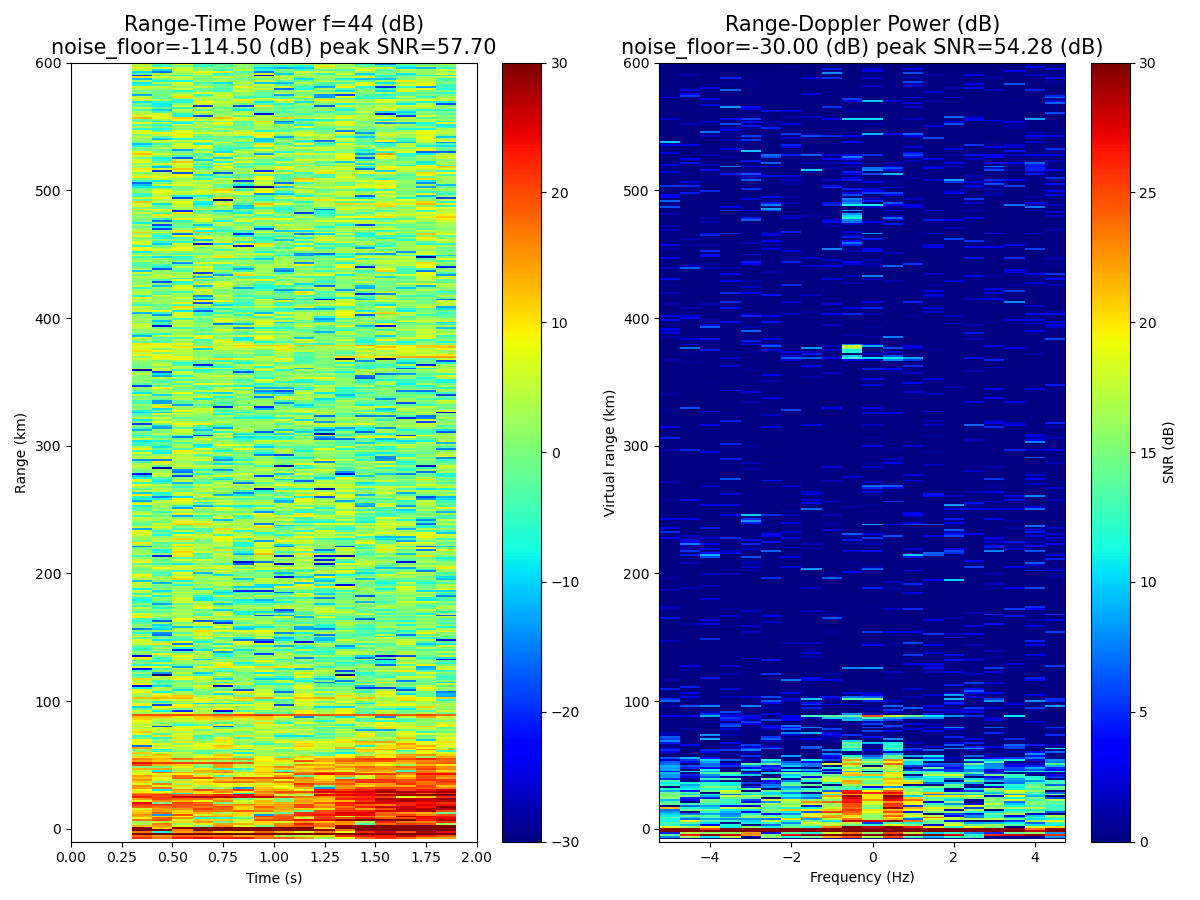 Range-Time Power f=44 (dB)
noise_floor=-114.50 (dB) peak SNR=57.70
Range (km)
600
500
400
300
200
100
0
0.00 0.25 0.50 0.75 1.00 1.25 1.50 1.75 2.00
Time (s)
30
20
10
0
−10
−20
−30
Range-Doppler Power (dB)
noise_floor=-30.00 (dB) peak SNR=54.28 (dB)
Virtual range (km)
600
500
400
300
200
100
0
−4 −2 0 2 4
Frequency (Hz)
30
25
20
15
10
5
0
SNR (dB)